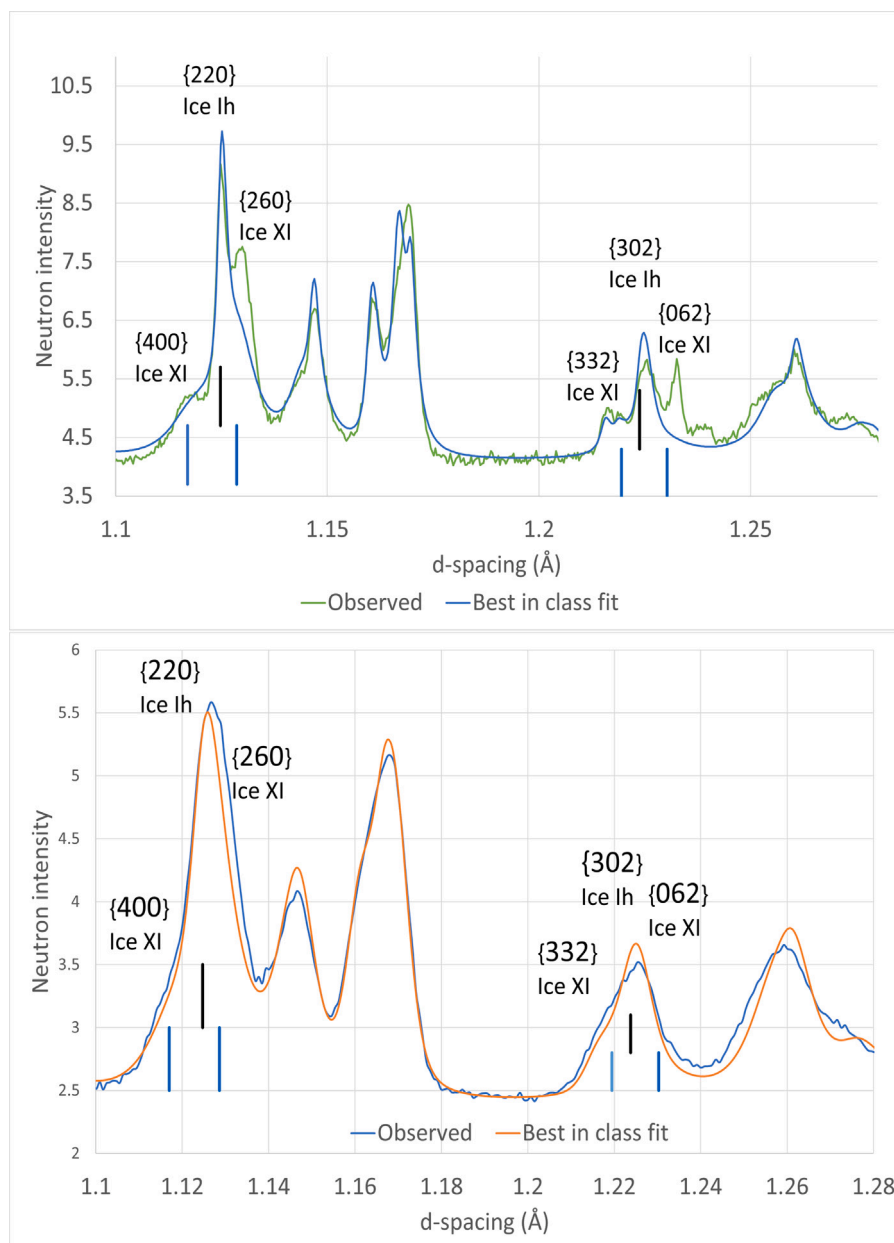 {220}
Ice Ih
10.5
9.5
8.5
7.5
6.5
5.5
4.5
3.5
Neutron intensity
{260}
Ice XI
{400}
Ice XI
{302}
Ice Ih
{062}
Ice XI
{332}
Ice XI
1.1 1.15 1.2 1.25
d-spacing (Å)
Observed Best in class fit
6
5.5
5
4.5
4
3.5
3
2.5
2
Neutron intensity
{220}
Ice Ih
{260}
Ice XI
{400}
Ice XI
{302}
Ice Ih
{062}
Ice XI
{332}
Ice XI
Observed Best in class fit
1.1 1.12 1.14 1.16 1.18 1.2 1.22 1.24 1.26 1.28
d-spacing (Å)